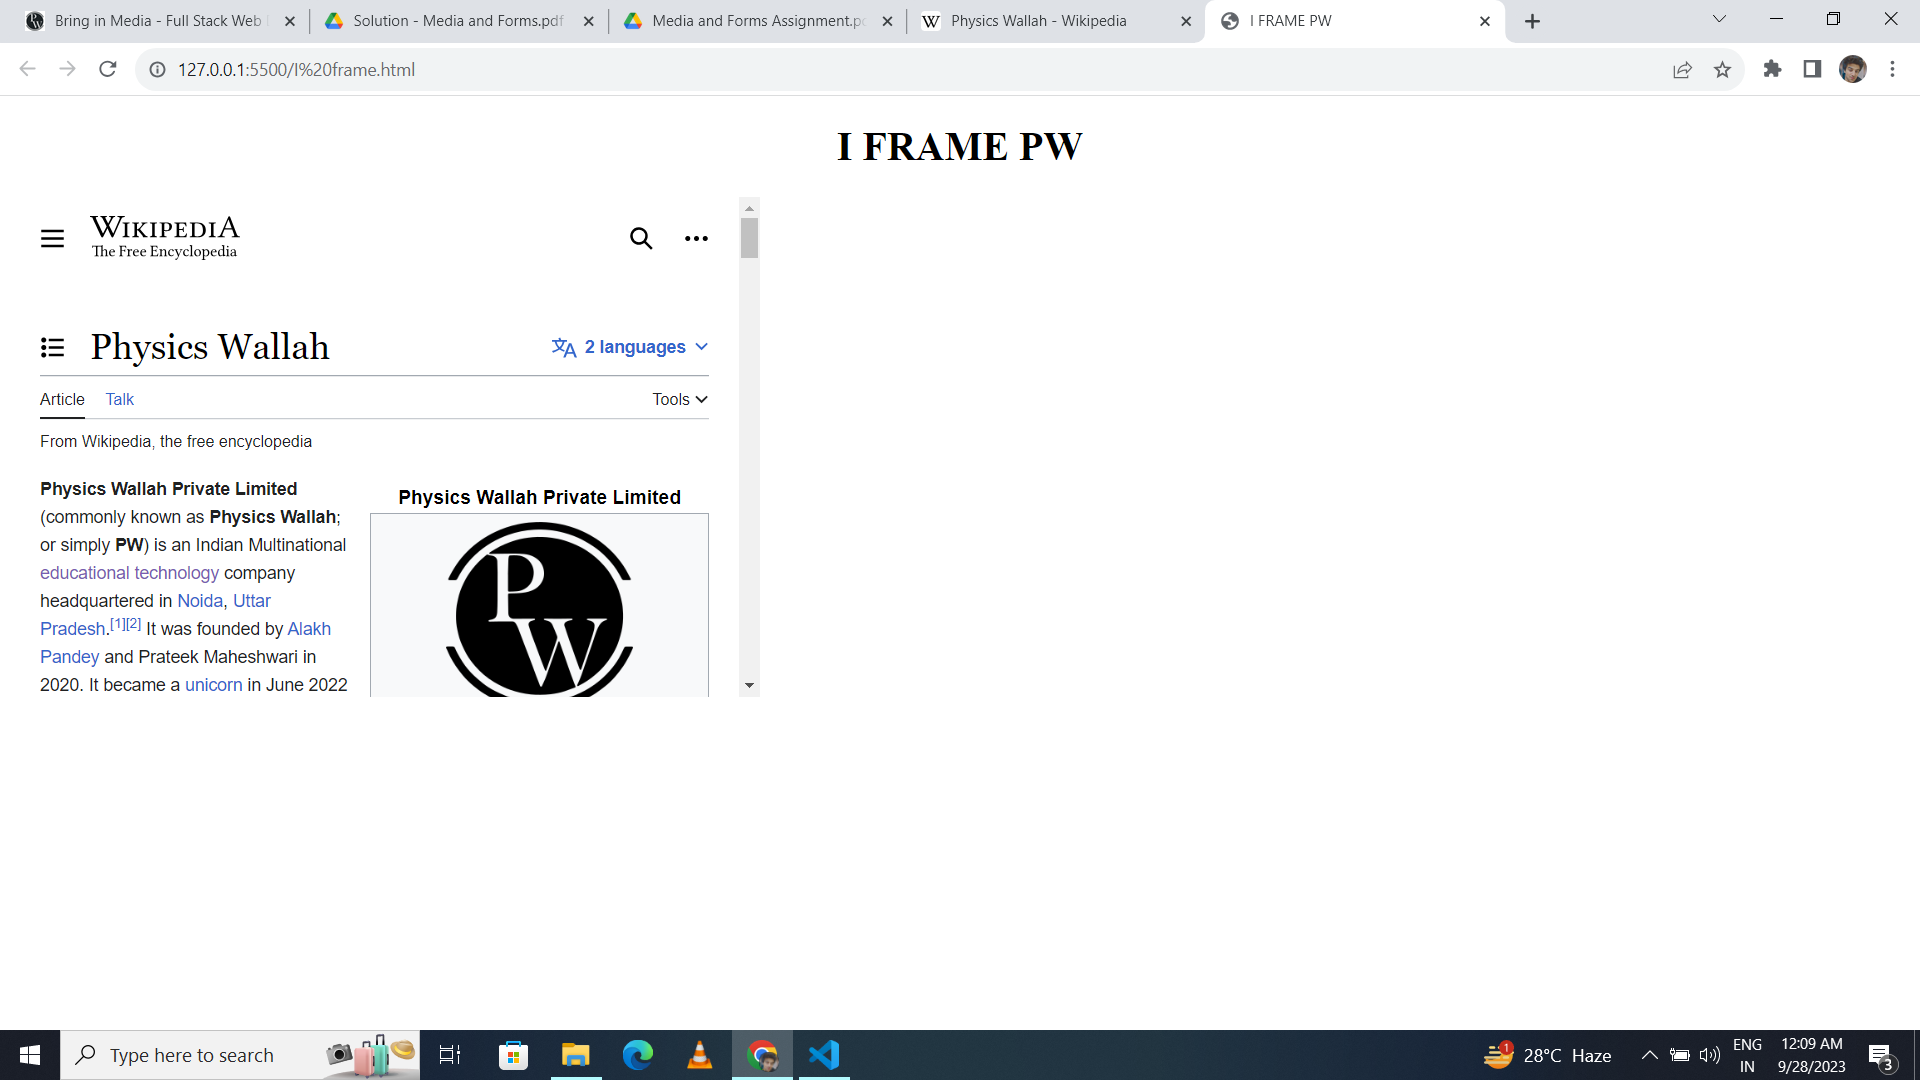 Bring in Media - Full Stack Web
Solution - Media and Forms.pdf
Media and Forms Assignment.pd
Physics Wallah - Wikipedia
I FRAME PW
127.0.0.1:5500/I%20frame.html
I FRAME PW
WIKIPEDIA
The Free Encyclopedia
Physics Wallah
文A 2 languages
Article Talk
Tools
From Wikipedia, the free encyclopedia
Physics Wallah Private Limited
(commonly known as Physics Wallah;
or simply PW) is an Indian Multinational
educational technology company
headquartered in Noida, Uttar
Pradesh.[1][2] It was founded by Alakh
Pandey and Prateek Maheshwari in
2020. It became a unicorn in June 2022
Physics Wallah Private Limited
PW
Type here to search
1
28°C Haze
ENG
IN
12:09 AM
9/28/2023
3